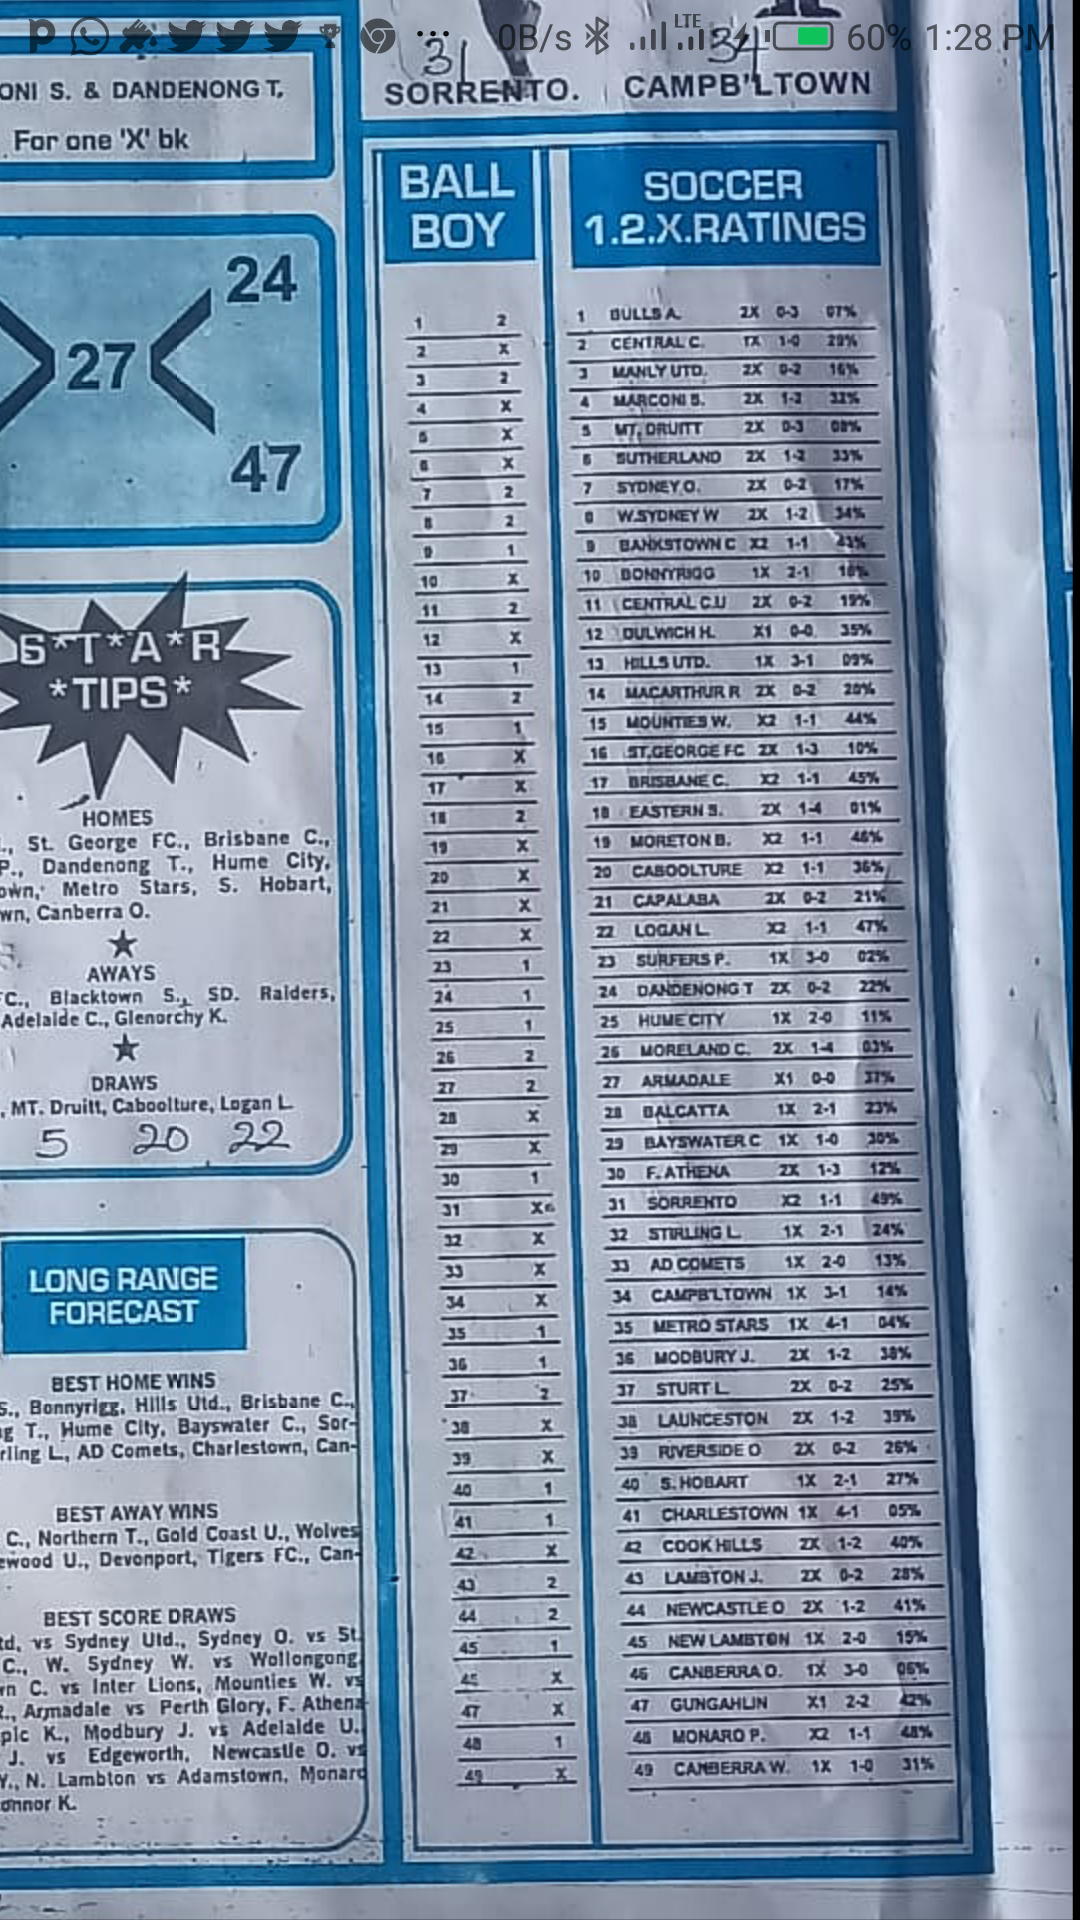 0B/s LTE 60% 1:28 PM
31 34
SORRENTO. CAMPB'LTOWN
ONI S. & DANDENONG T,
For one 'X' bk
24
27
47
S*T*A*R
*TIPS*
HOMES
., St. George FC., Brisbane C.,
P., Dandenong T., Hume City,
own, Metro Stars, S. Hobart,
wn, Canberra O.
AWAYS
C., Blacktown S., SD. Raiders,
Adelaide C., Glenorchy K.
DRAWS
, MT. Druitt, Caboolture, Logan L
5 20 22
LONG RANGE
FORECAST
BEST HOME WINS
S., Bonnyrigg, Hills Utd., Brisbane C.,
g T., Hume City, Bayswater C., Sor-
rling L, AD Comets, Charlestown, Can-
BEST AWAY WINS
C., Northern T., Gold Coast U., Wolves
ewood U., Devonport, Tigers FC., Can-
BEST SCORE DRAWS
td, vs Sydney Utd., Sydney O. vs St.
C., W. Sydney W. vs Wollongong
rn C. vs Inter Lions, Mounties W. vs
., Armadale vs Perth Glory, F. Athena
pic K., Modbury J. vs Adelaide U.,
J. vs Edgeworth, Newcastle O. vs
Y., N. Lambton vs Adamstown, Monaro
onnor K.
BALL
BOY
1 2
2 X
3 2
4 X
5 X
6 X
7 2
8 2
9 1
10 X
11 2
12 X
13 1
14 2
15 1
16 X
17 X
18 2
19 X
20 X
21 X
22 X
23 1
24 1
25 1
26 2
27 2
28 X
29 X
30 1
31 X
32 X
33 X
34 X
35 1
36 1
37 2
38 X
39 X
40 1
41 1
42 X
43 2
44 2
45 1
46 X
47 X
48 1
49 X
SOCCER
1.2.X.RATINGS
1 BULLS A. 2X 0-3 07%
2 CENTRAL C. 1X 1-0 29%
3 MANLY UTD. 2X 0-2 16%
4 MARCONI S. 2X 1-2 32%
5 MT, DRUITT 2X 0-3 08%
6 SUTHERLAND 2X 1-2 33%
7 SYDNEY O. 2X 0-2 17%
8 W.SYDNEY W 2X 1-2 34%
9 BANKSTOWN C X2 1-1 43%
10 BONNYRIGG 1X 2-1 18%
11 CENTRAL C.U 2X 0-2 19%
12 DULWICH H. X1 0-0 35%
13 HILLS UTD. 1X 3-1 09%
14 MACARTHUR R 2X 0-2 20%
15 MOUNTIES W. X2 1-1 44%
16 ST.GEORGE FC 2X 1-3 10%
17 BRISBANE C. X2 1-1 45%
18 EASTERN S. 2X 1-4 01%
19 MORETON B. X2 1-1 46%
20 CABOOLTURE X2 1-1 36%
21 CAPALABA 2X 0-2 21%
22 LOGAN L X2 1-1 47%
23 SURFERS P. 1X 3-0 02%
24 DANDENONG T 2X 0-2 22%
25 HUME CITY 1X 2-0 11%
26 MORELAND C. 2X 1-4 03%
27 ARMADALE X1 0-0 37%
28 BALCATTA 1X 2-1 23%
29 BAYSWATER C 1X 1-0 30%
30 F. ATHENA 2X 1-3 12%
31 SORRENTO X2 1-1 49%
32 STIRLING L. 1X 2-1 24%
33 AD COMETS 1X 2-0 13%
34 CAMPB'LTOWN 1X 3-1 14%
35 METRO STARS 1X 4-1 04%
36 MODBURY J. 2X 1-2 38%
37 STURT L 2X 0-2 25%
38 LAUNCESTON 2X 1-2 39%
39 RIVERSIDE O 2X 0-2 26%
40 S. HOBART 1X 2-1 27%
41 CHARLESTOWN 1X 4-1 05%
42 COOK HILLS 2X 1-2 40%
43 LAMBTON J. 2X 0-2 28%
44 NEWCASTLE O 2X 1-2 41%
45 NEW LAMBTON 1X 2-0 15%
46 CANBERRA O. 1X 3-0 06%
47 GUNGAHLIN X1 2-2 42%
48 MONARO P. X2 1-1 48%
49 CANBERRA W. 1X 1-0 31%